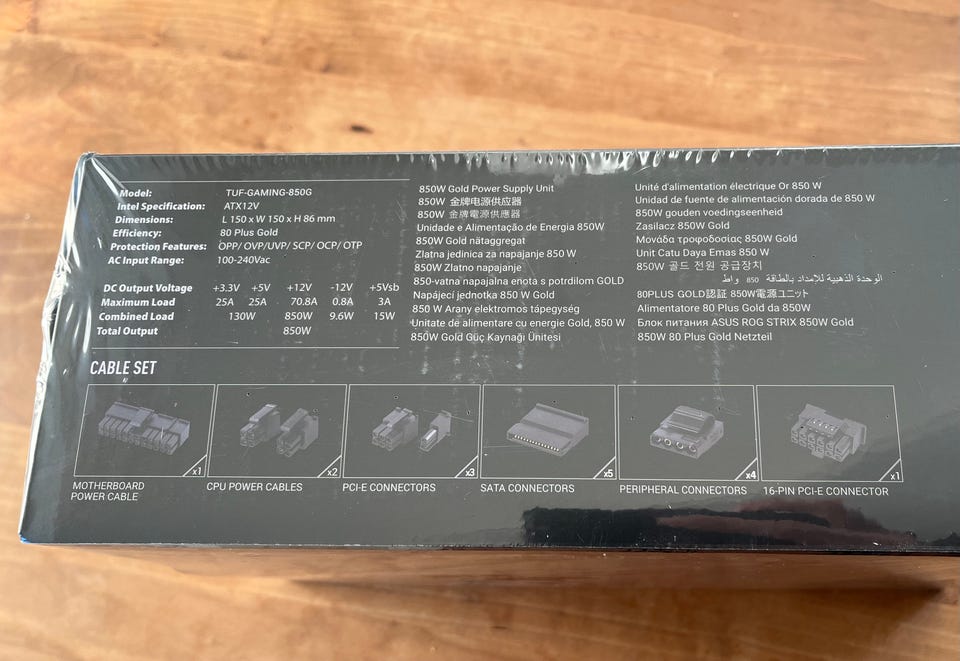 Model: TUF-GAMING-850G
Intel Specification: ATX12V
Dimensions: L 150 x W 150 x H 86 mm
Efficiency: 80 Plus Gold
Protection Features: OPP/ OVP/UVP/ SCP/ OCP/ OTP
AC Input Range: 100-240Vac
DC Output Voltage +3.3V +5V +12V -12V +5Vsb
Maximum Load 25A 25A 70.8A 0.8A 3A
Combined Load 130W 850W 9.6W 15W
Total Output 850W
850W Gold Power Supply Unit
850W 金牌电源供应器
850W 金牌電源供應器
Unidade e Alimentação de Energia 850W
850W Gold nätaggregat
Zlatna jedinica za napajanje 850 W
850W Zlatno napajanje
850-vatna napajalna enota s potrdilom GOLD
Napájecí jednotka 850 W Gold
850 W Arany elektromos tápegység
Unitate de alimentare cu energie Gold, 850 W
850W Gold Güç Kaynağı Ünitesi
Unité d'alimentation électrique Or 850 W
Unidad de fuente de alimentación dorada de 850 W
850W gouden voedingseenheid
Zasilacz 850W Gold
Μονάδα τροφοδοσίας 850W Gold
Unit Catu Daya Emas 850 W
850W 골드 전원 공급장치
الوحدة الذهبية للإمداد بالطاقة 850 واط
80PLUS GOLD認証 850W電源ユニット
Alimentatore 80 Plus Gold da 850W
Блок питания ASUS ROG STRIX 850W Gold
850W 80 Plus Gold Netzteil
CABLE SET
x1
x2
x3
x5
x4
x1
MOTHERBOARD
POWER CABLE
CPU POWER CABLES
PCI-E CONNECTORS
SATA CONNECTORS
PERIPHERAL CONNECTORS
16-PIN PCI-E CONNECTOR